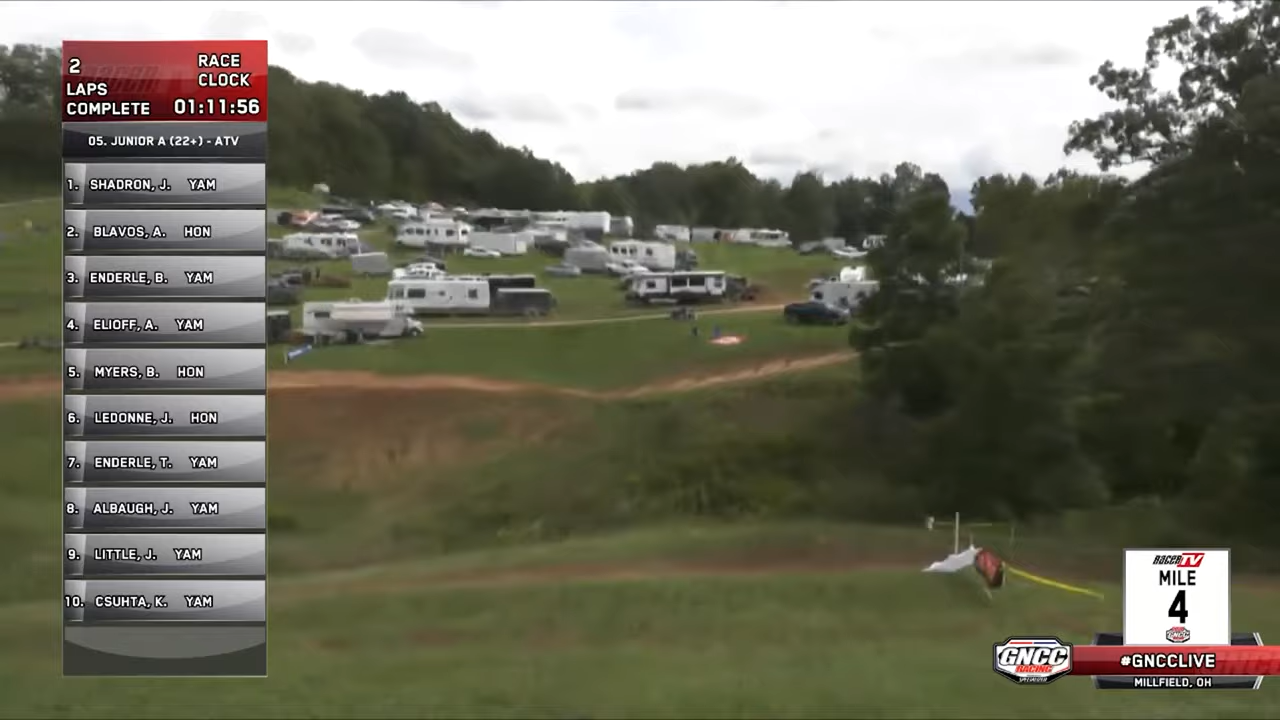 2
LAPS
COMPLETE
RACE
CLOCK
01:11:56
05. JUNIOR A (22+) - ATV
1. SHADRON, J. YAM
2. BLAVOS, A. HON
3. ENDERLE, B. YAM
4. ELIOFF, A. YAM
5. MYERS, B. HON
6. LEDONNE, J. HON
7. ENDERLE, T. YAM
8. ALBAUGH, J. YAM
9. LITTLE, J. YAM
10. CSUHTA, K. YAM
RACER TV
MILE
4
GNCC
RACING
#GNCCLIVE
MILLFIELD, OH